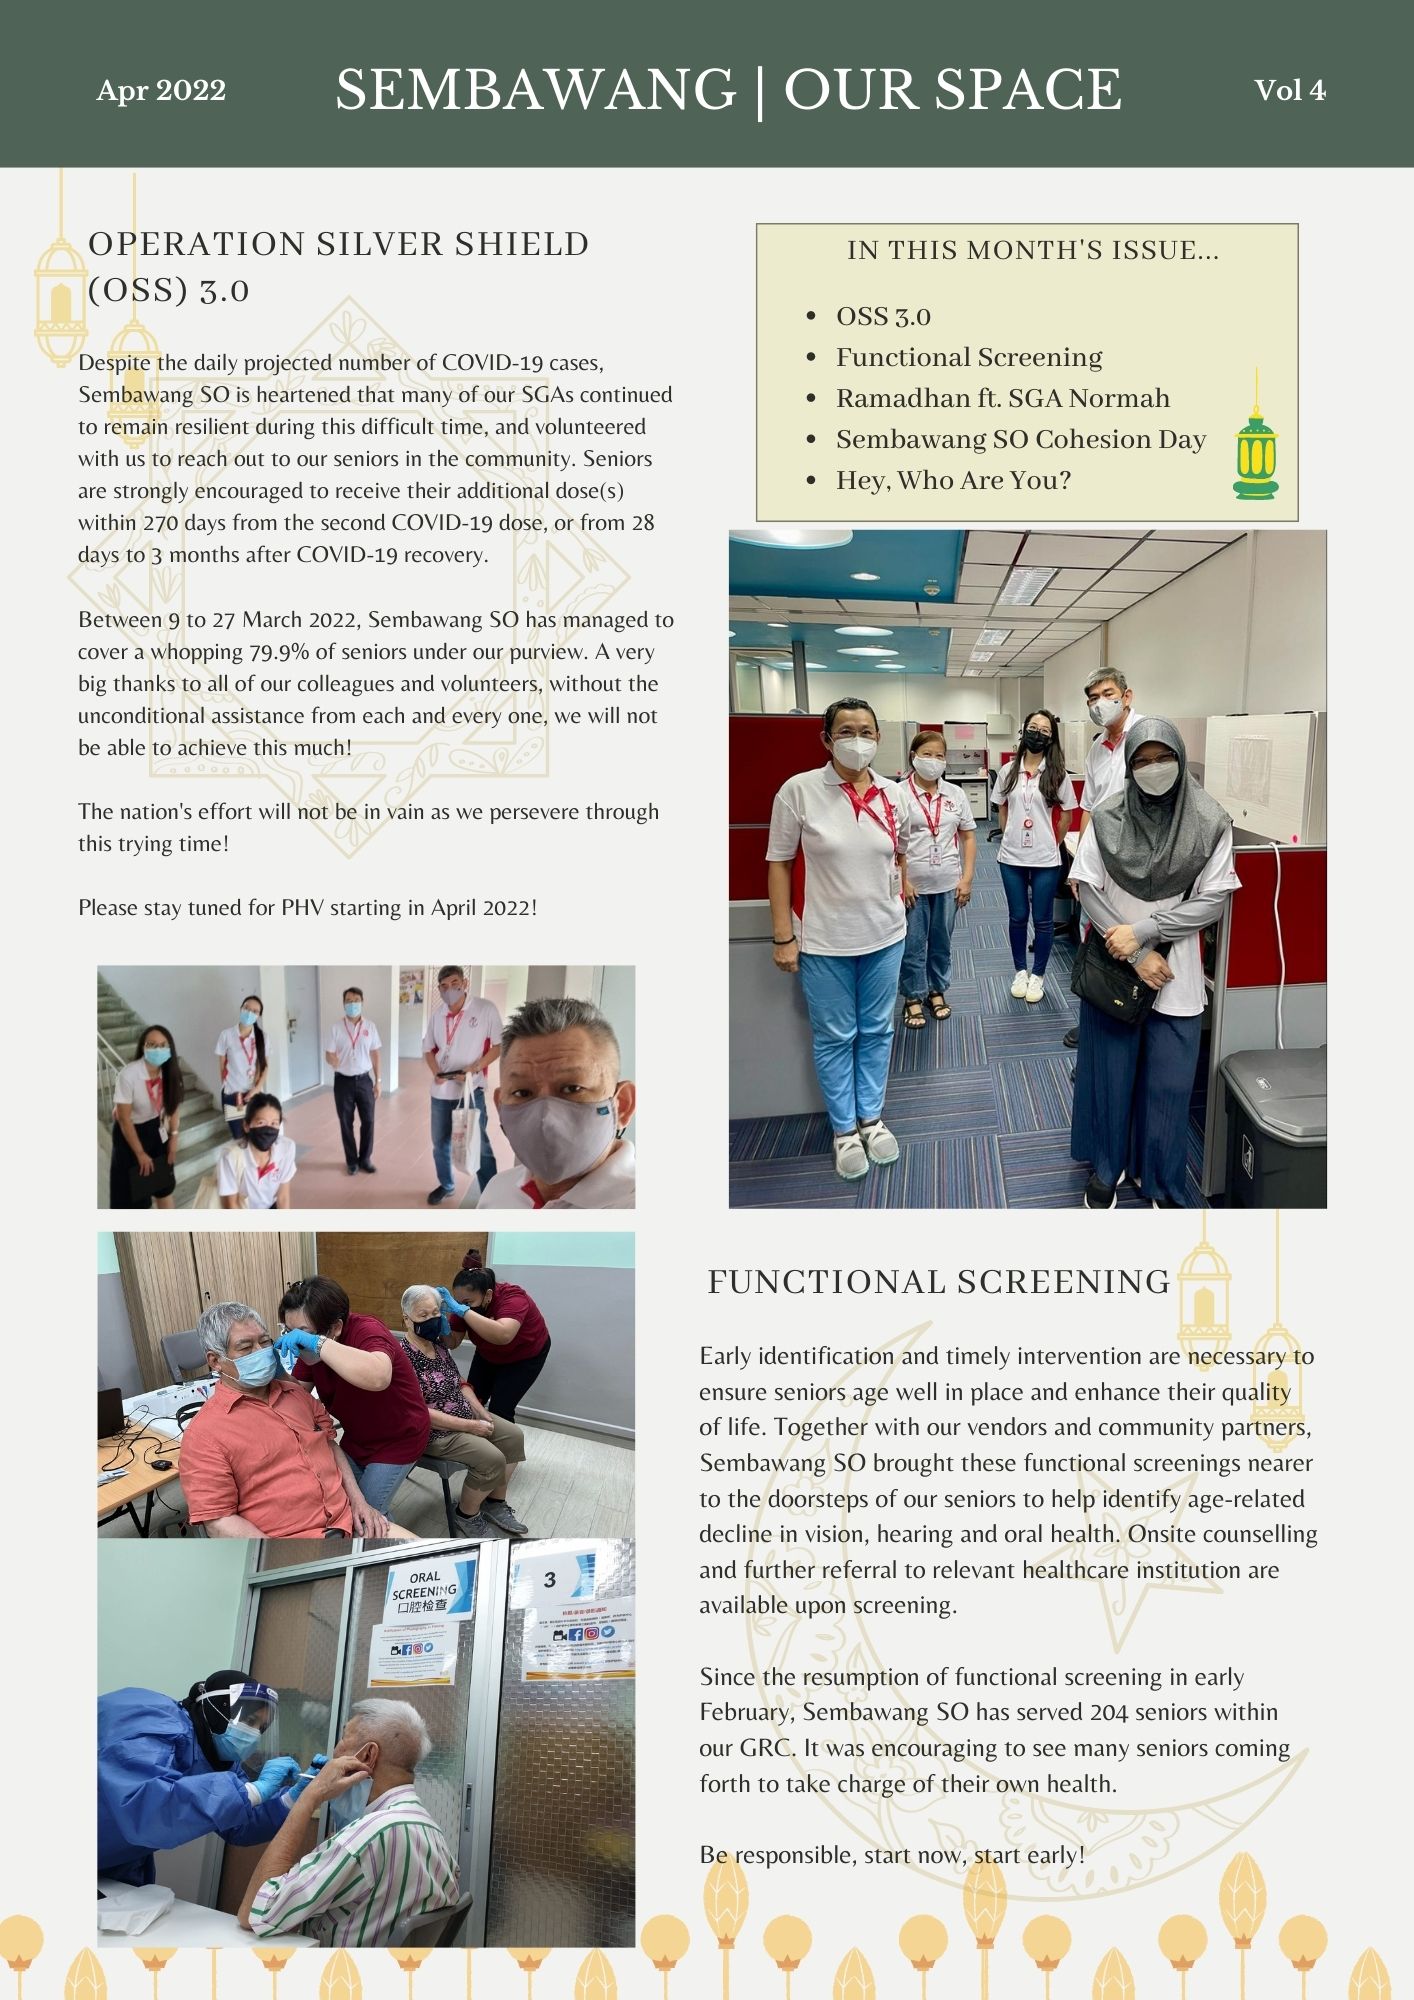 Apr 2022
SEMBAWANG | OUR SPACE
Vol 4
OPERATION SILVER SHIELD
(OSS) 3.0
Despite the daily projected number of COVID-19 cases,
Sembawang SO is heartened that many of our SGAs continued
to remain resilient during this difficult time, and volunteered
with us to reach out to our seniors in the community. Seniors
are strongly encouraged to receive their additional dose(s)
within 270 days from the second COVID-19 dose, or from 28
days to 3 months after COVID-19 recovery.
Between 9 to 27 March 2022, Sembawang SO has managed to
cover a whopping 79.9% of seniors under our purview. A very
big thanks to all of our colleagues and volunteers, without the
unconditional assistance from each and every one, we will not
be able to achieve this much!
The nation's effort will not be in vain as we persevere through
this trying time!
Please stay tuned for PHV starting in April 2022!
IN THIS MONTH'S ISSUE...
• OSS 3.0
• Functional Screening
• Ramadhan ft. SGA Normah
• Sembawang SO Cohesion Day
• Hey, Who Are You?
ORAL
SCREENING
口腔检查
3
FUNCTIONAL SCREENING
Early identification and timely intervention are necessary to
ensure seniors age well in place and enhance their quality
of life. Together with our vendors and community partners,
Sembawang SO brought these functional screenings nearer
to the doorsteps of our seniors to help identify age-related
decline in vision, hearing and oral health. Onsite counselling
and further referral to relevant healthcare institution are
available upon screening.
Since the resumption of functional screening in early
February, Sembawang SO has served 204 seniors within
our GRC. It was encouraging to see many seniors coming
forth to take charge of their own health.
Be responsible, start now, start early!